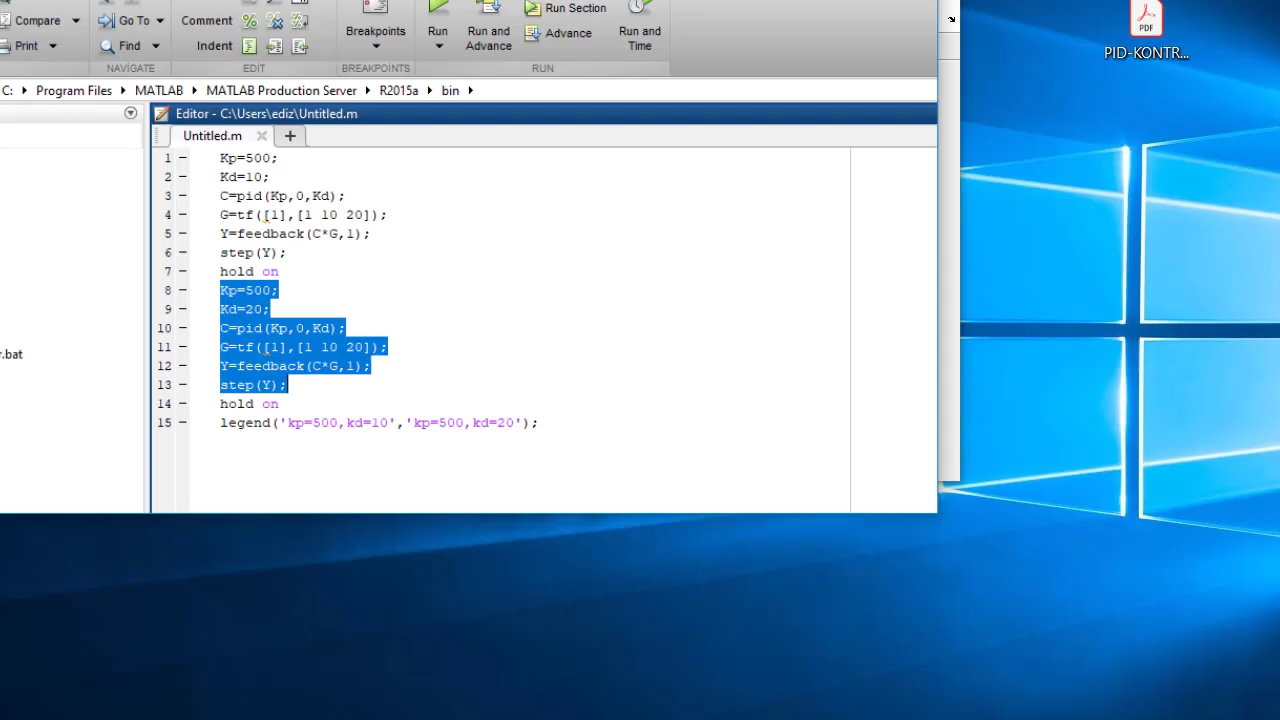 Compare
Go To
Comment
Print
Find
Indent
Breakpoints
Run
Run and
Advance
Run Section
Advance
Run and
Time
NAVIGATE
EDIT
BREAKPOINTS
RUN
C: Program Files MATLAB MATLAB Production Server R2015a bin
PDF
PID-KONTR...
Editor - C:\Users\ediz\Untitled.m
Untitled.m
r.bat
1 Kp=500;
2 Kd=10;
3 C=pid(Kp,0,Kd);
4 G=tf([1],[1 10 20]);
5 Y=feedback(C*G,1);
6 step(Y);
7 hold on
8 Kp=500;
9 Kd=20;
10 C=pid(Kp,0,Kd);
11 G=tf([1],[1 10 20]);
12 Y=feedback(C*G,1);
13 step(Y);
14 hold on
15 legend('kp=500,kd=10','kp=500,kd=20');